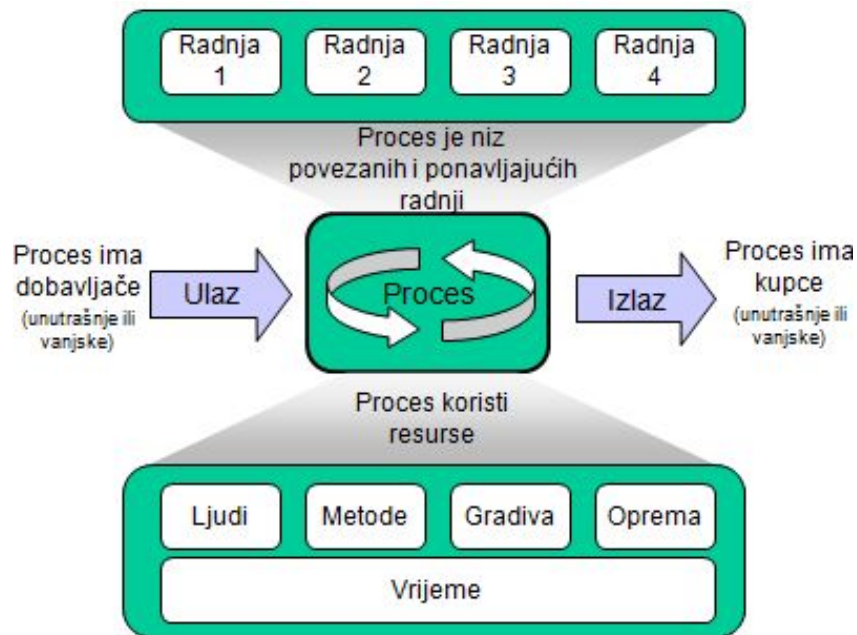 Radnja
1
Radnja
2
Radnja
3
Radnja
4
Proces je niz
povezanih i ponavljajućih
radnji
Proces ima
dobavljače
(unutrašnje ili
vanjske)
Ulaz
Proces
Izlaz
Proces ima
kupce
(unutrašnje ili
vanjske)
Proces koristi
resurse
Ljudi
Metode
Gradiva
Oprema
Vrijeme